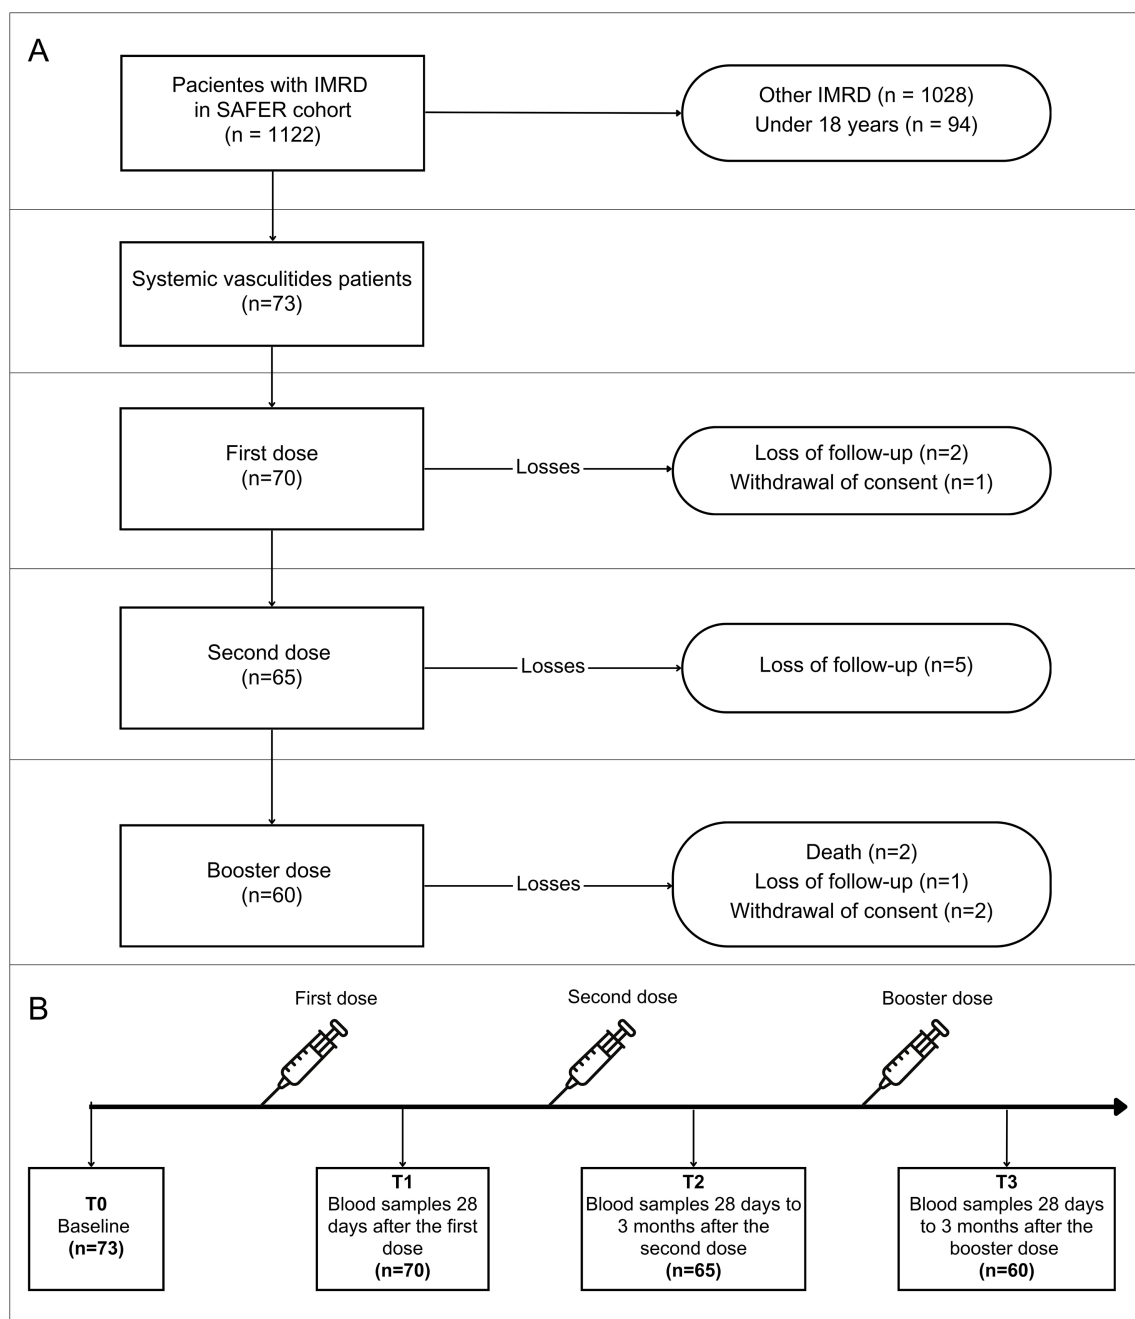 A
Pacientes with IMRD
in SAFER cohort
(n = 1122)
Other IMRD (n = 1028)
Under 18 years (n = 94)
Systemic vasculitides patients
(n=73)
First dose
(n=70)
Losses
Loss of follow-up (n=2)
Withdrawal of consent (n=1)
Second dose
(n=65)
Losses
Loss of follow-up (n=5)
Booster dose
(n=60)
Losses
Death (n=2)
Loss of follow-up (n=1)
Withdrawal of consent (n=2)
B
First dose
Second dose
Booster dose
T0
Baseline
(n=73)
T1
Blood samples 28
days after the first
dose
(n=70)
T2
Blood samples 28 days to
3 months after the
second dose
(n=65)
T3
Blood samples 28 days
to 3 months after the
booster dose
(n=60)